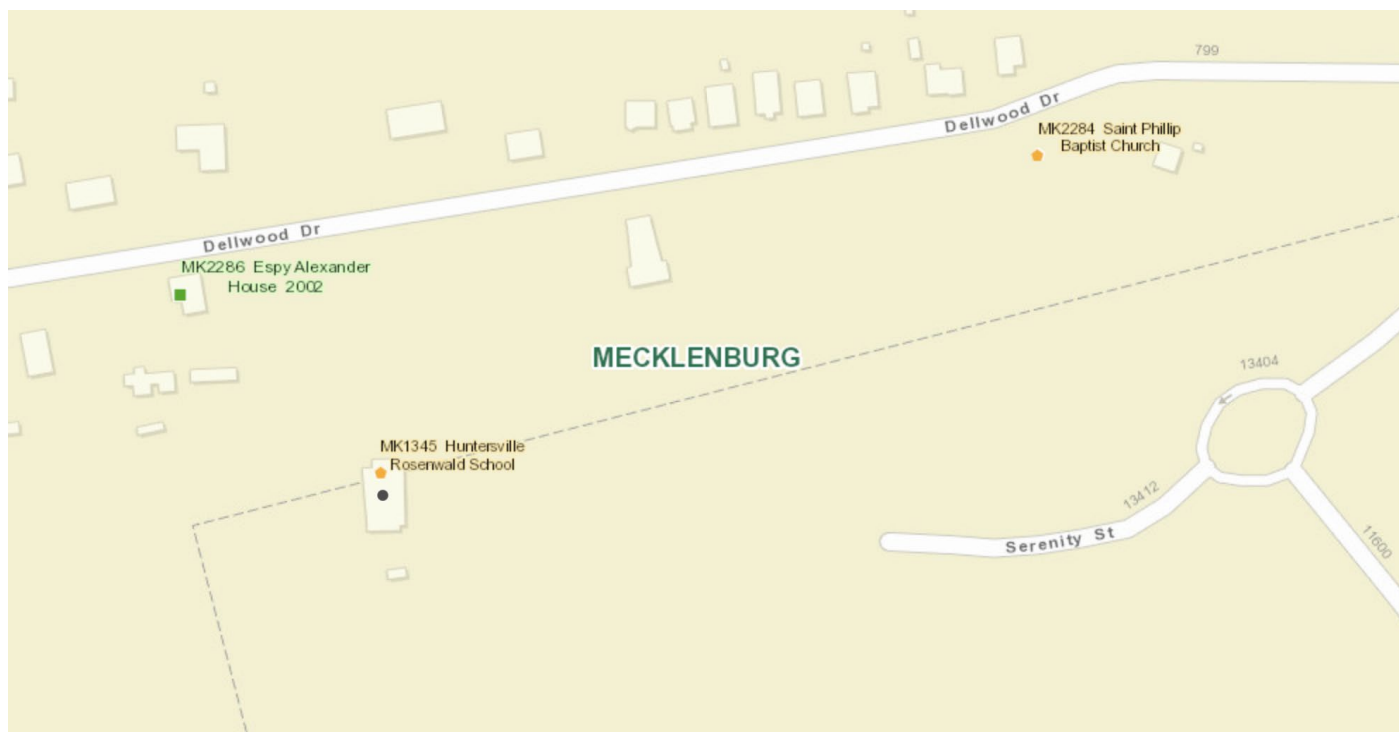 799
Dellwood Dr
MK2284 Saint Phillip
Baptist Church
Dellwood Dr
MK2286 Espy Alexander
House 2002
MECKLENBURG
13404
MK1345 Huntersville
Rosenwald School
13412
Serenity St
11600